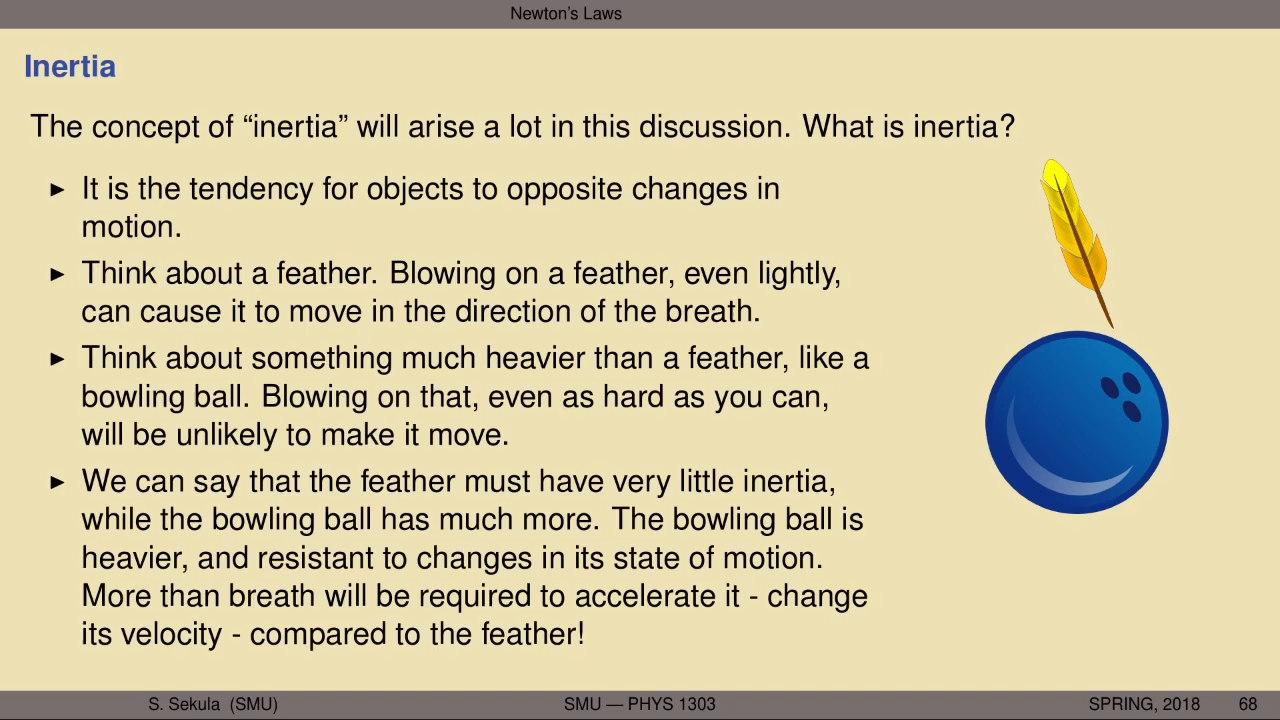 Newton's Laws
Inertia
The concept of “inertia” will arise a lot in this discussion. What is inertia?
▶ It is the tendency for objects to opposite changes in
motion.
▶ Think about a feather. Blowing on a feather, even lightly,
can cause it to move in the direction of the breath.
▶ Think about something much heavier than a feather, like a
bowling ball. Blowing on that, even as hard as you can,
will be unlikely to make it move.
▶ We can say that the feather must have very little inertia,
while the bowling ball has much more. The bowling ball is
heavier, and resistant to changes in its state of motion.
More than breath will be required to accelerate it - change
its velocity - compared to the feather!
S. Sekula (SMU) SMU — PHYS 1303 SPRING, 2018 68